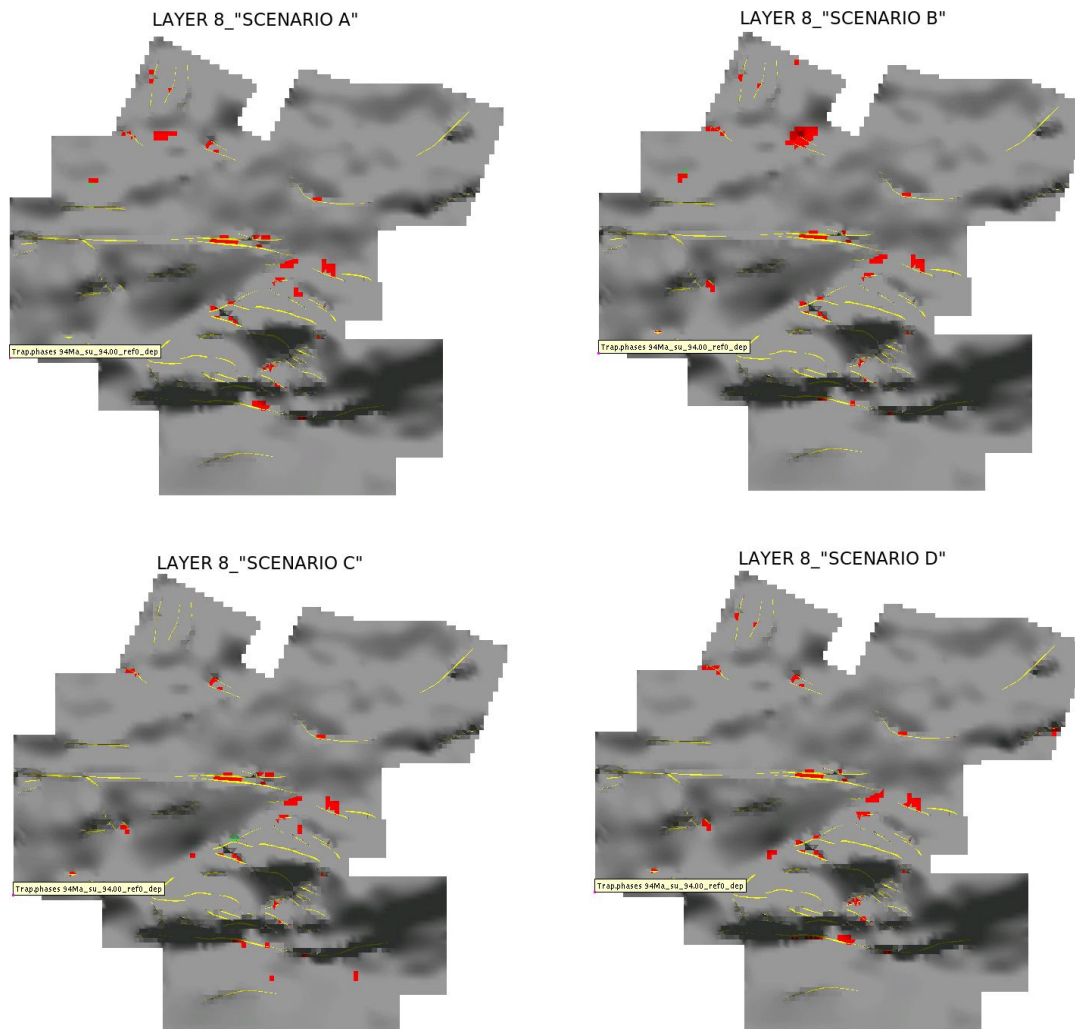 LAYER 8_"SCENARIO A"
LAYER 8_"SCENARIO B"
Trap.phases 94Ma_su_94.00_ref0_dep
Trap.phases 94Ma_su_94.00_ref0_dep
LAYER 8_"SCENARIO C"
LAYER 8_"SCENARIO D"
Trap.phases 94Ma_su_94.00_ref0_dep
Trap.phases 94Ma_su_94.00_ref0_dep